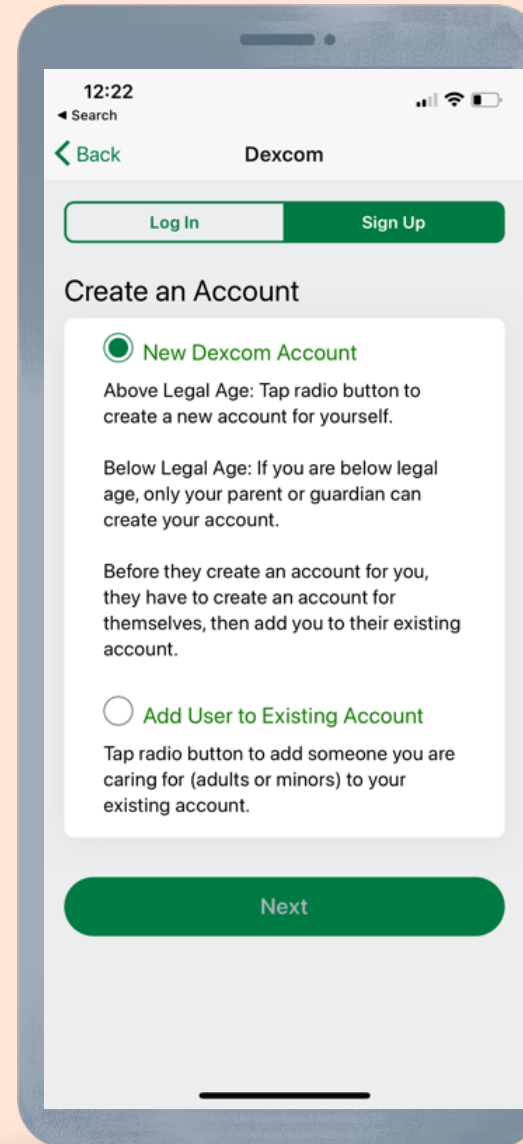 12:22
◀ Search
Back
Dexcom
Log In
Sign Up
Create an Account
New Dexcom Account
Above Legal Age: Tap radio button to
create a new account for yourself.
Below Legal Age: If you are below legal
age, only your parent or guardian can
create your account.
Before they create an account for you,
they have to create an account for
themselves, then add you to their existing
account.
Add User to Existing Account
Tap radio button to add someone you are
caring for (adults or minors) to your
existing account.
Next